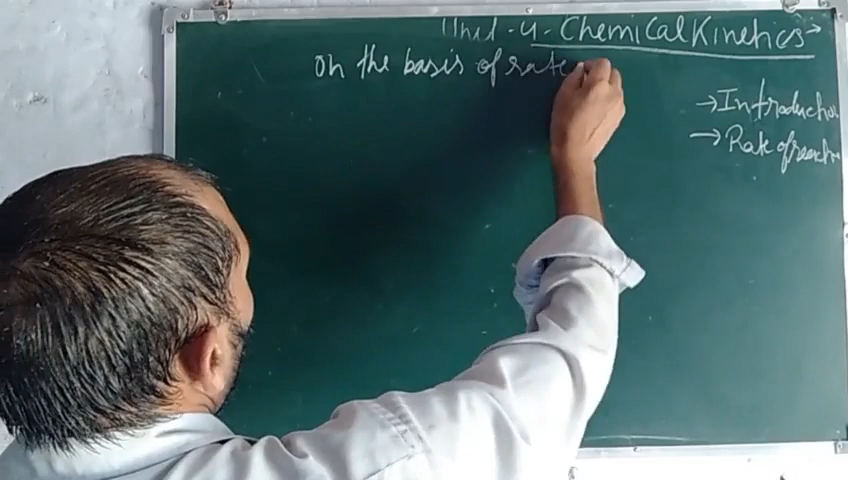 Unit-4-Chemical Kinetics→
on the basis of rate
→Introduction
→Rate of reaction